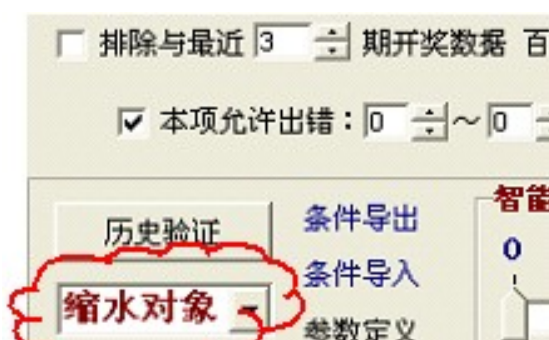 排除与最近 3 期开奖数据 百
本项允许出错：0 ～ 0
历史验证 条件导出 智能
条件导入 0
缩水对象
参数定义